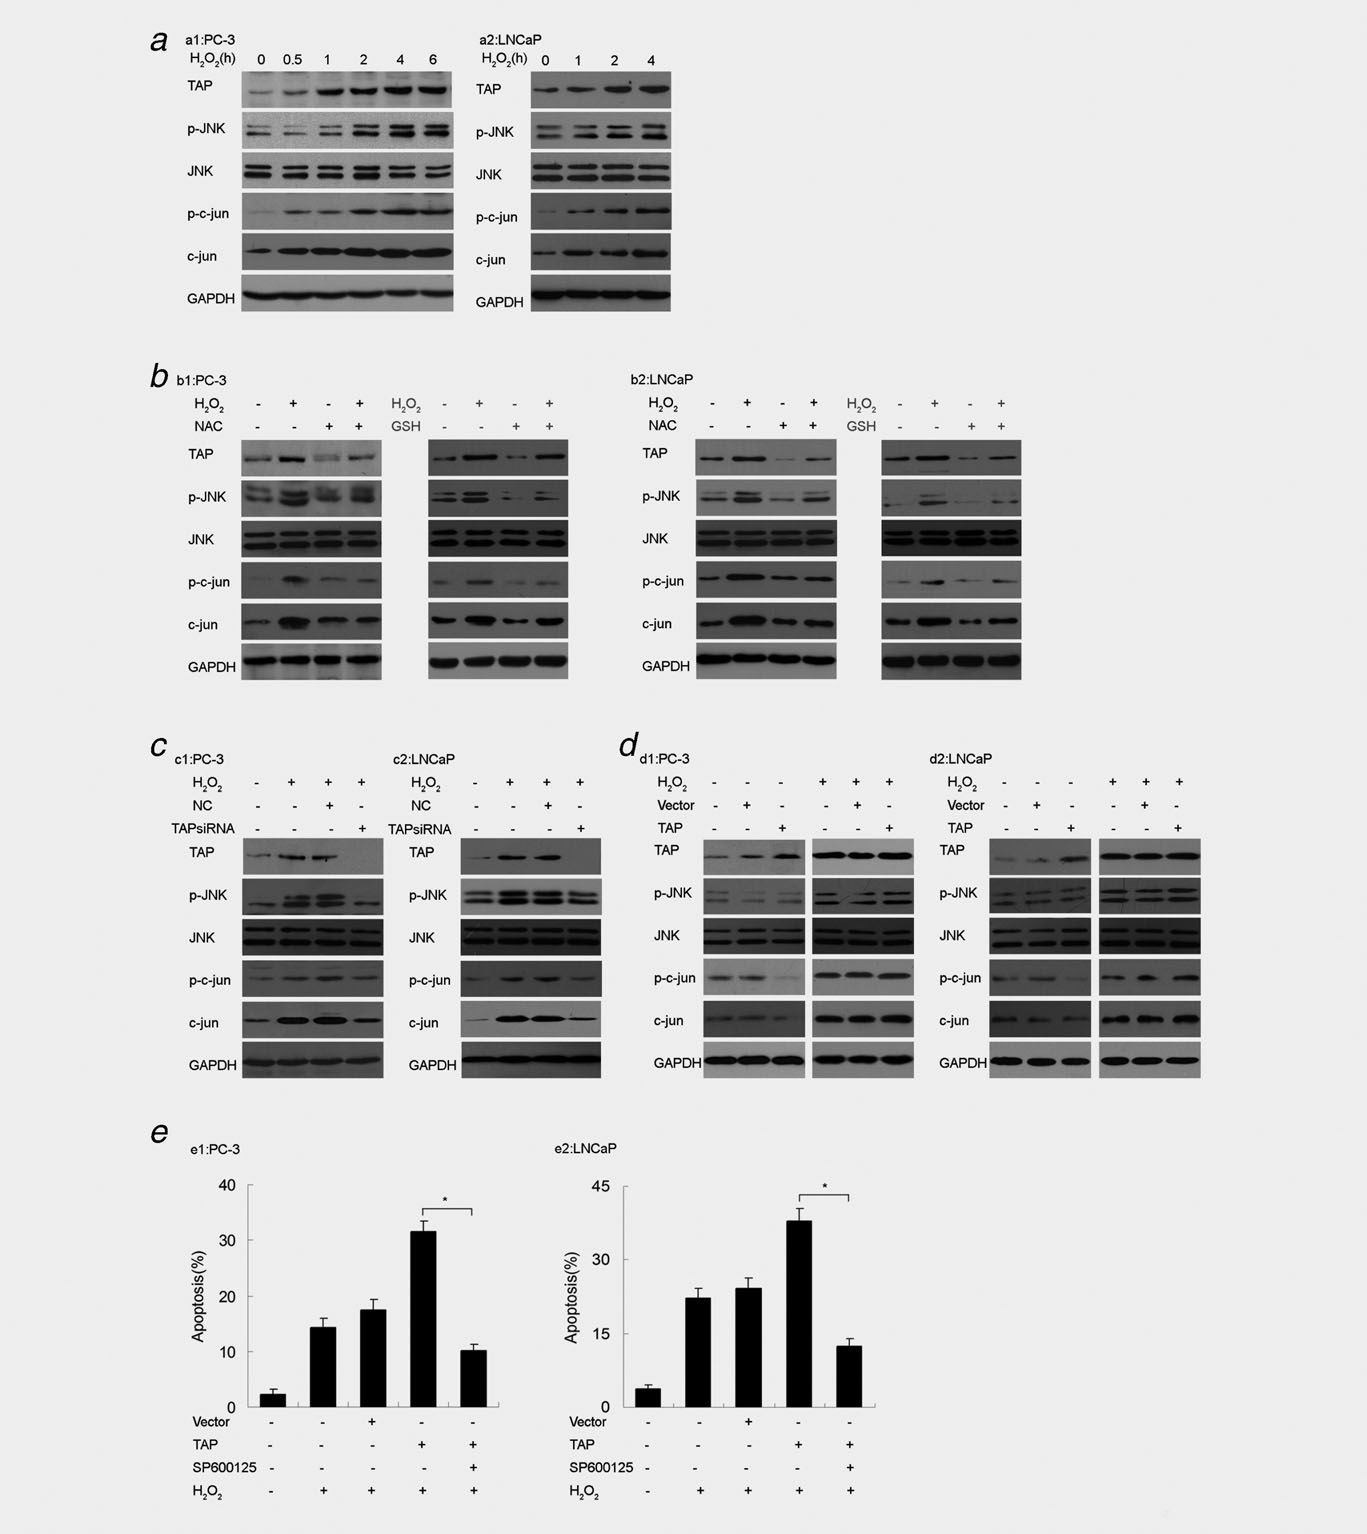 a a1:PC-3
H2O2(h) 0 0.5 1 2 4 6
TAP
p-JNK
JNK
p-c-jun
c-jun
GAPDH
a2:LNCaP
H2O2(h) 0 1 2 4
TAP
p-JNK
JNK
p-c-jun
c-jun
GAPDH
b b1:PC-3
H2O2 - + - + H2O2 - + - +
NAC - - + + GSH - - + +
TAP
p-JNK
JNK
p-c-jun
c-jun
GAPDH
b2:LNCaP
H2O2 - + - + H2O2 - + - +
NAC - - + + GSH - - + +
TAP
p-JNK
JNK
p-c-jun
c-jun
GAPDH
c c1:PC-3
H2O2 - + + +
NC - - + -
TAPsiRNA - - - +
TAP
p-JNK
JNK
p-c-jun
c-jun
GAPDH
c2:LNCaP
H2O2 - + + +
NC - - + -
TAPsiRNA - - - +
TAP
p-JNK
JNK
p-c-jun
c-jun
GAPDH
d d1:PC-3
H2O2 - - - + + +
Vector - + - - + -
TAP - - + - - +
TAP
p-JNK
JNK
p-c-jun
c-jun
GAPDH
d2:LNCaP
H2O2 - - - + + +
Vector - + - - + -
TAP - - + - - +
TAP
p-JNK
JNK
p-c-jun
c-jun
GAPDH
e
e1:PC-3
40
30
20
10
0
Apoptosis(%)
*
Vector - - + - -
TAP - - - + +
SP600125 - - - - +
H2O2 - + + + +
e2:LNCaP
45
30
15
0
Apoptosis(%)
*
Vector - - + - -
TAP - - - + +
SP600125 - - - - +
H2O2 - + + + +